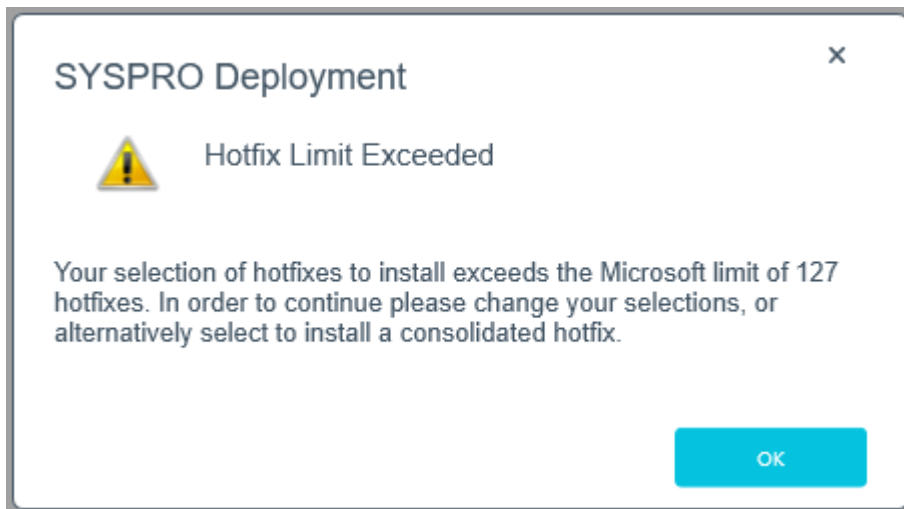 SYSPRO Deployment
Hotfix Limit Exceeded
Your selection of hotfixes to install exceeds the Microsoft limit of 127
hotfixes. In order to continue please change your selections, or
alternatively select to install a consolidated hotfix.
OK